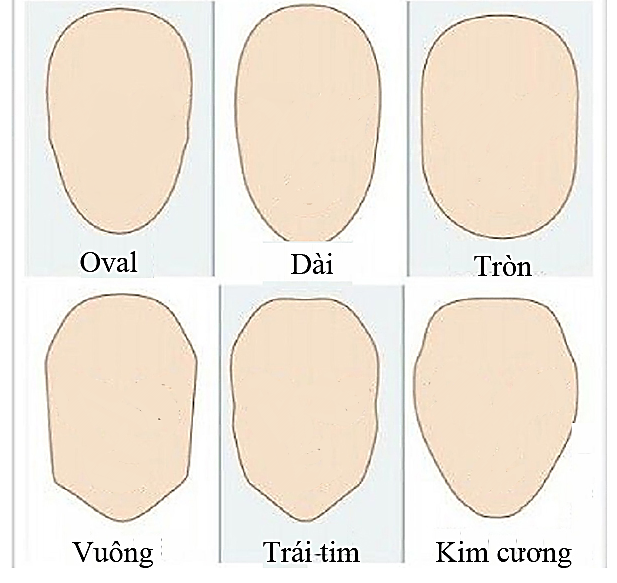 Oval
Dài
Tròn
Vuông
Trái-tim
Kim cương